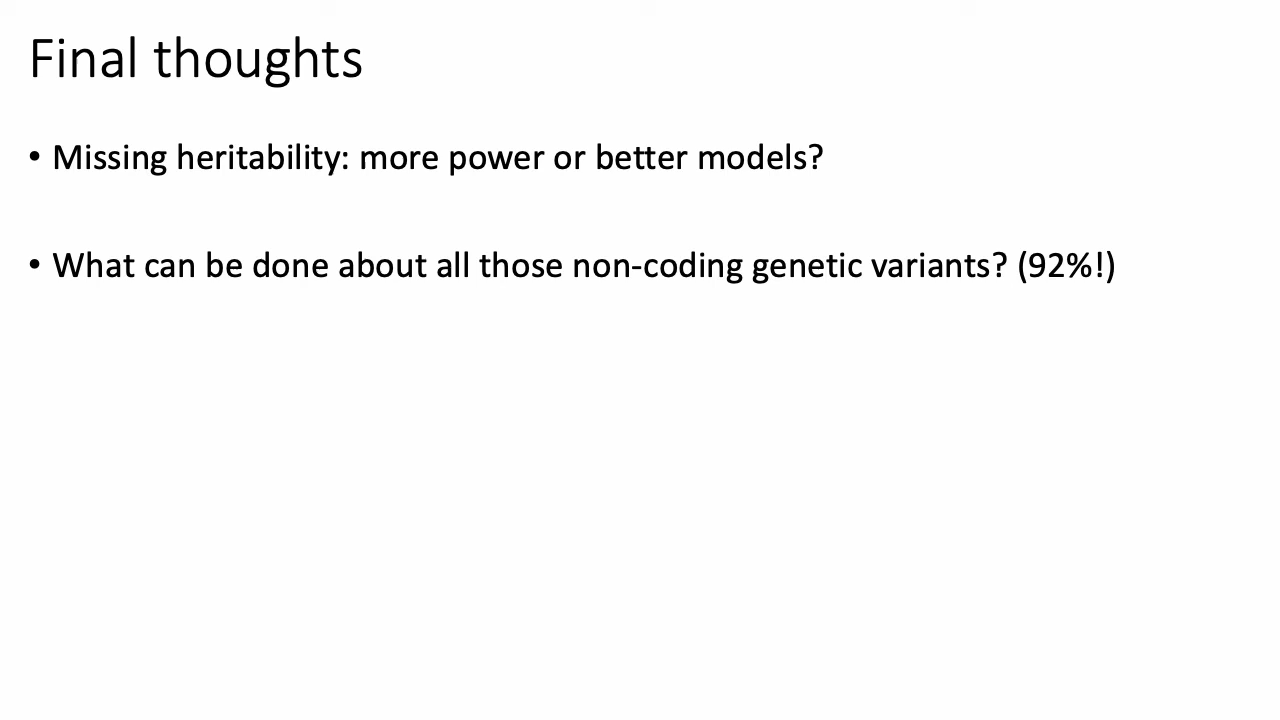 Final thoughts
• Missing heritability: more power or better models?
• What can be done about all those non-coding genetic variants? (92%!)